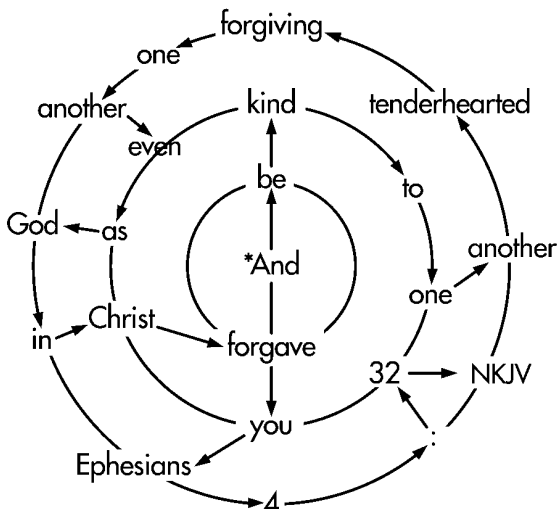 *And
be
kind
to
one
another
tenderhearted
forgiving
one
another
even
as
God
in
Christ
forgave
you
Ephesians
4
:
32
NKJV